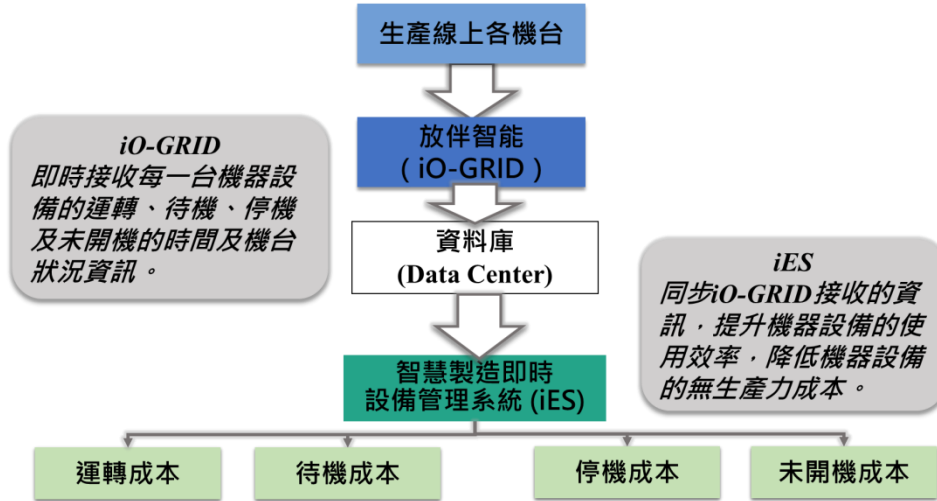 生產線上各機台
放伴智能
（iO-GRID）
iO-GRID
即時接收每一台機器設
備的運轉、待機、停機
及未開機的時間及機台
狀況資訊。
資料庫
(Data Center)
iES
同步iO-GRID接收的資
訊，提升機器設備的使
用效率，降低機器設備
的無生產力成本。
智慧製造即時
設備管理系統 (iES)
運轉成本
待機成本
停機成本
未開機成本